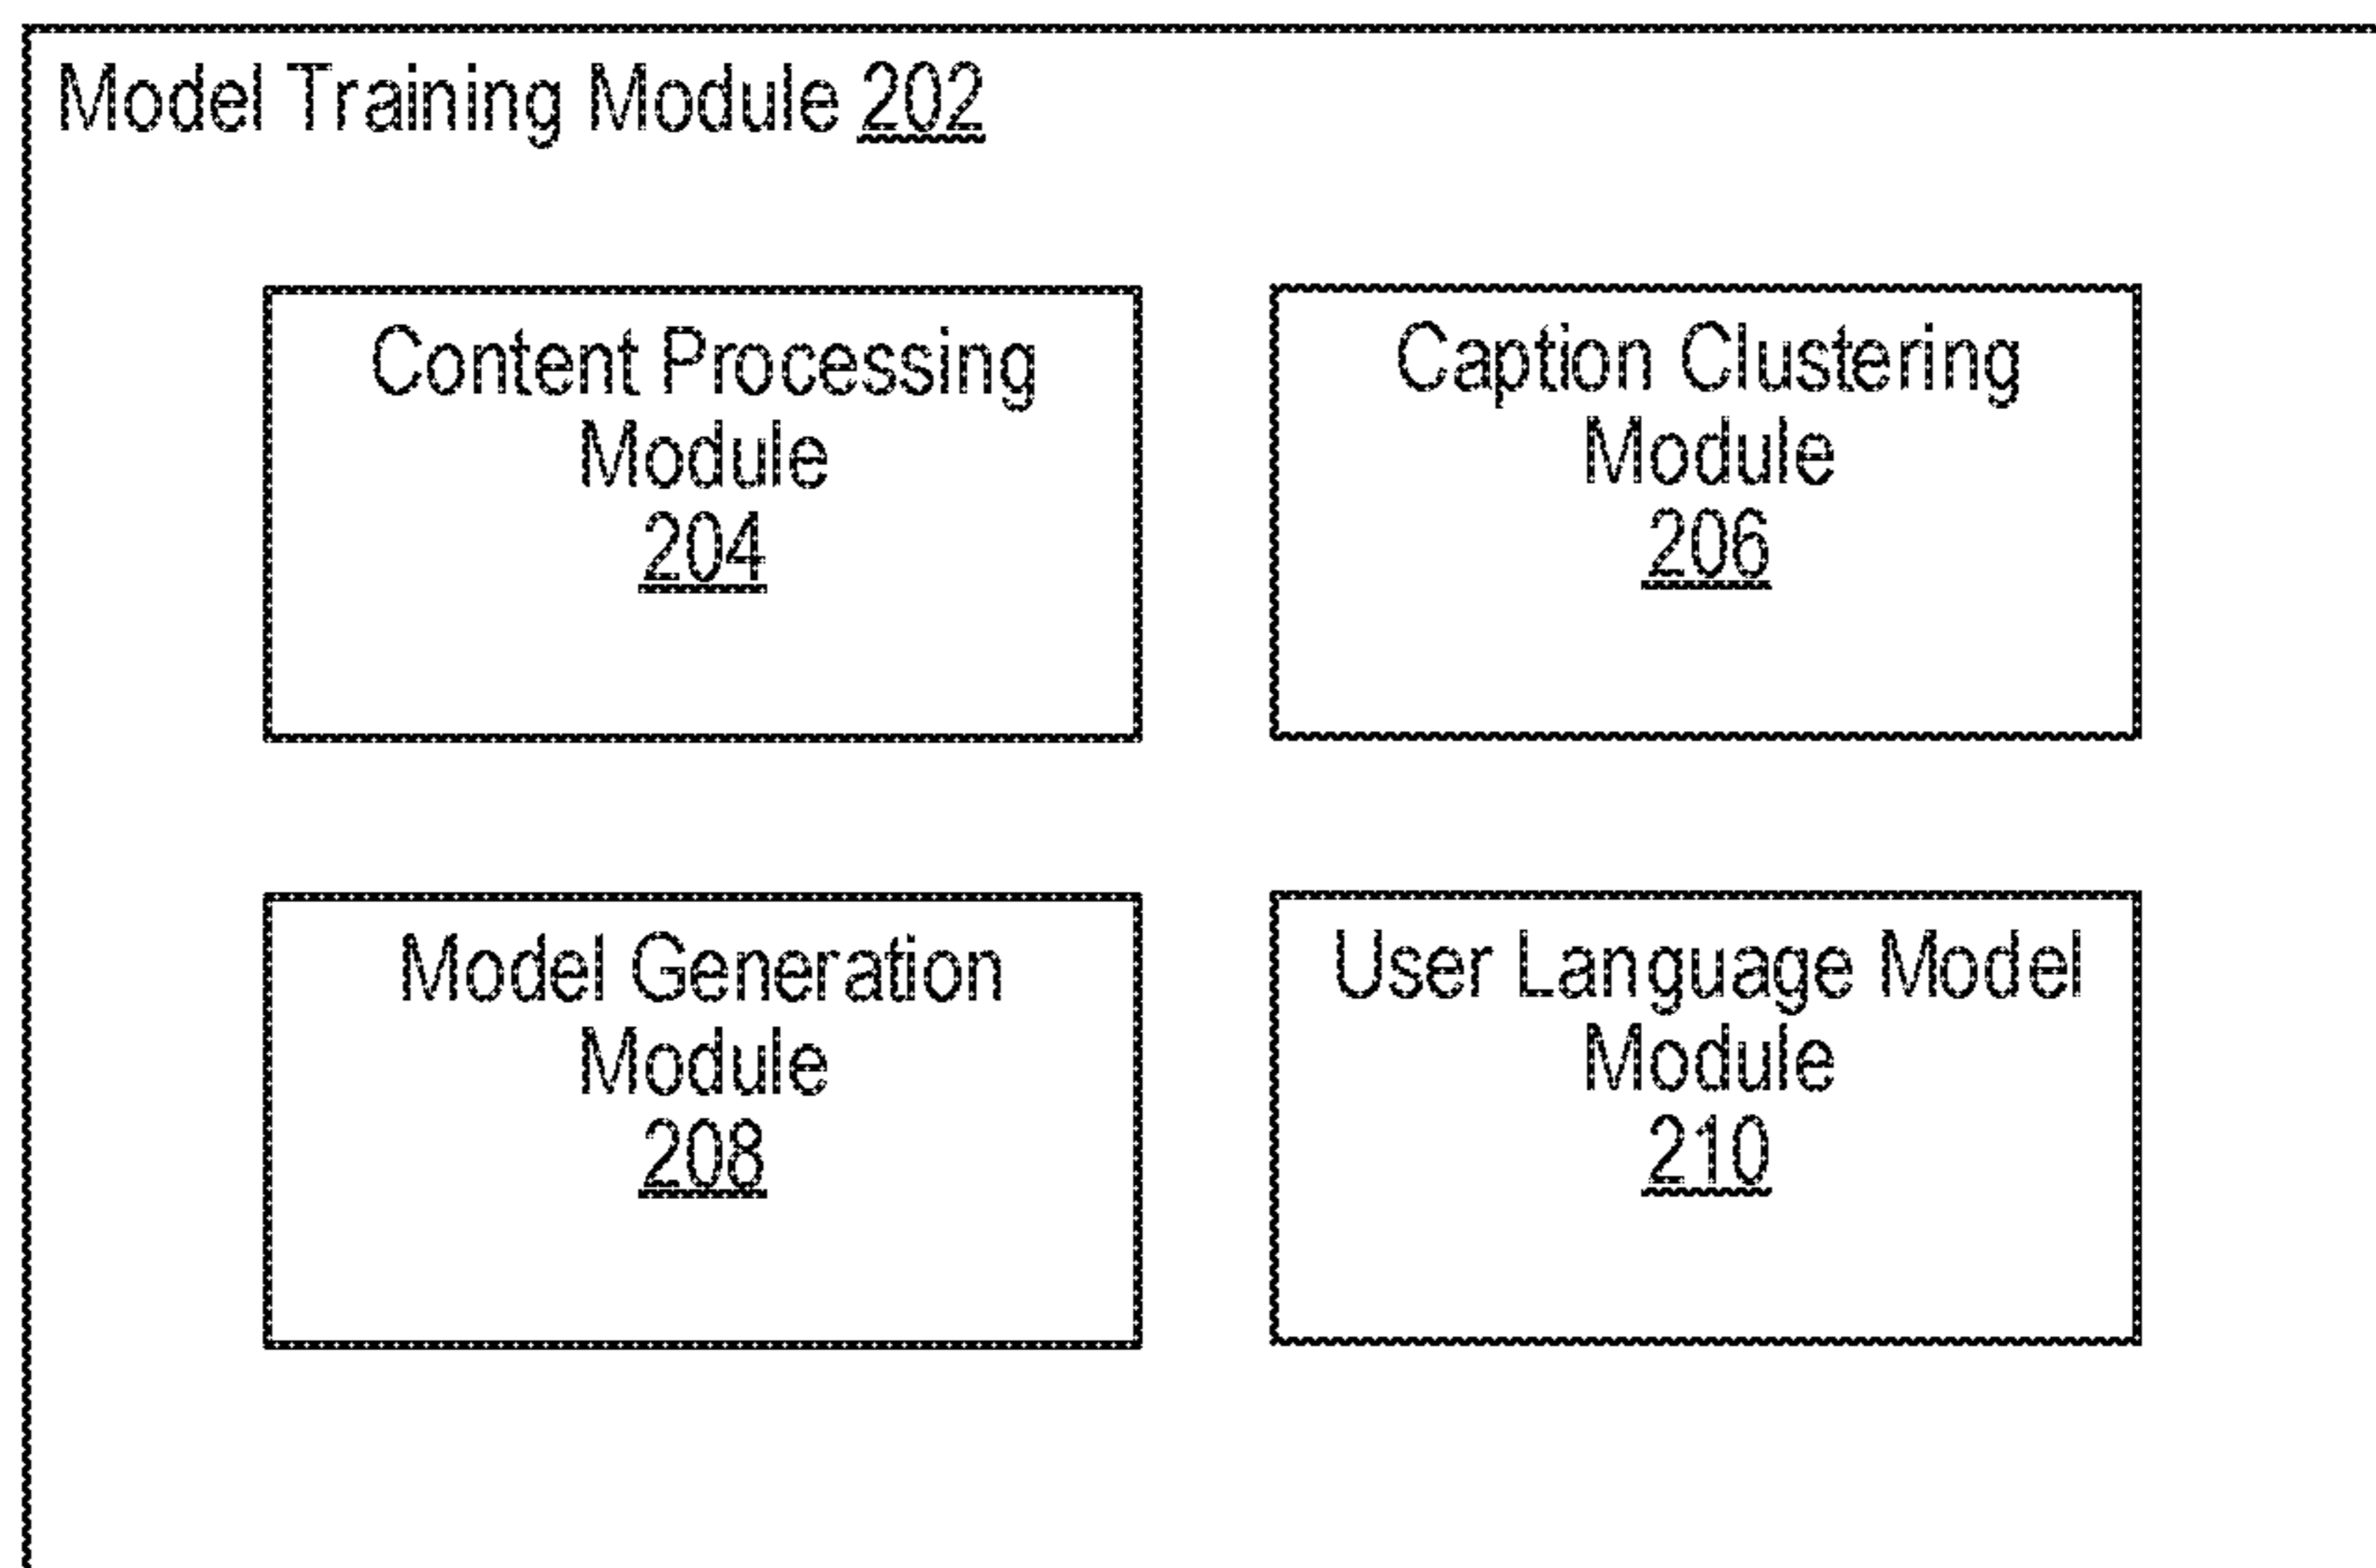 Model Training Module 202
Content Processing
Module
204
Caption Clustering
Module
206
Model Generation
Module
208
User Language Model
Module
210